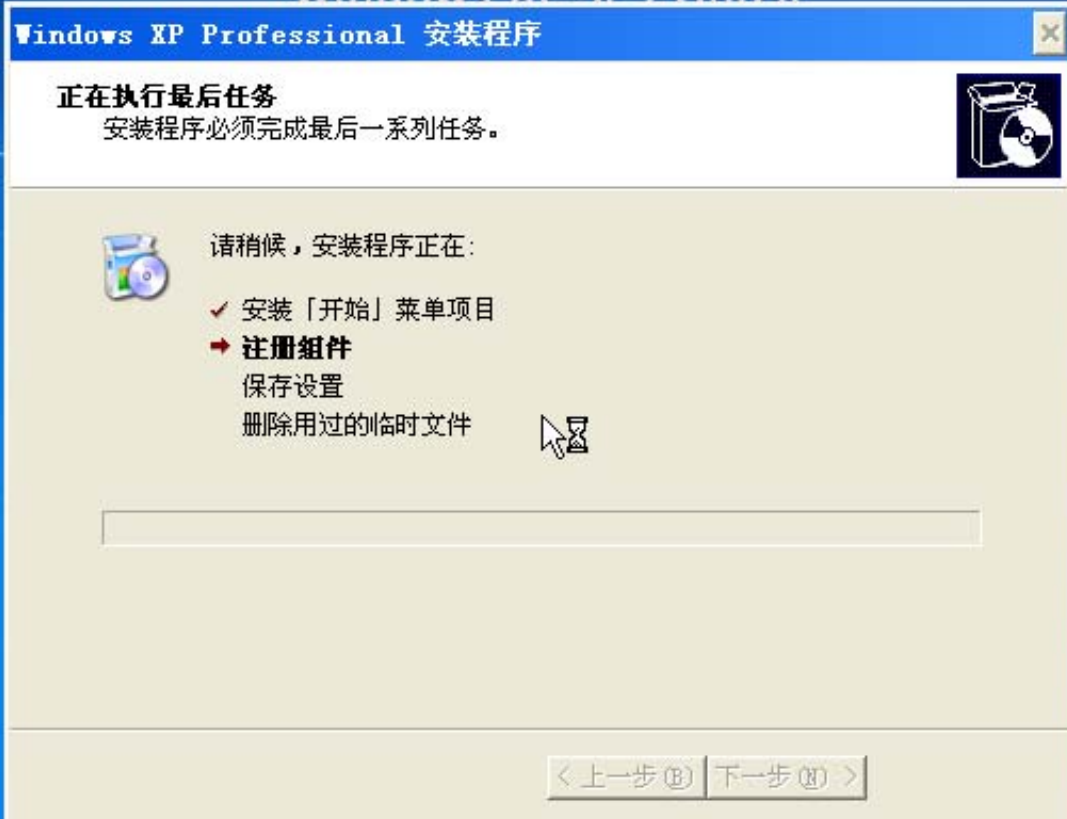 Windows XP Professional 安装程序
正在执行最后任务
安装程序必须完成最后一系列任务。
请稍候，安装程序正在:
安装「开始」菜单项目
注册组件
保存设置
删除用过的临时文件
< 上一步(B) 下一步(N) >